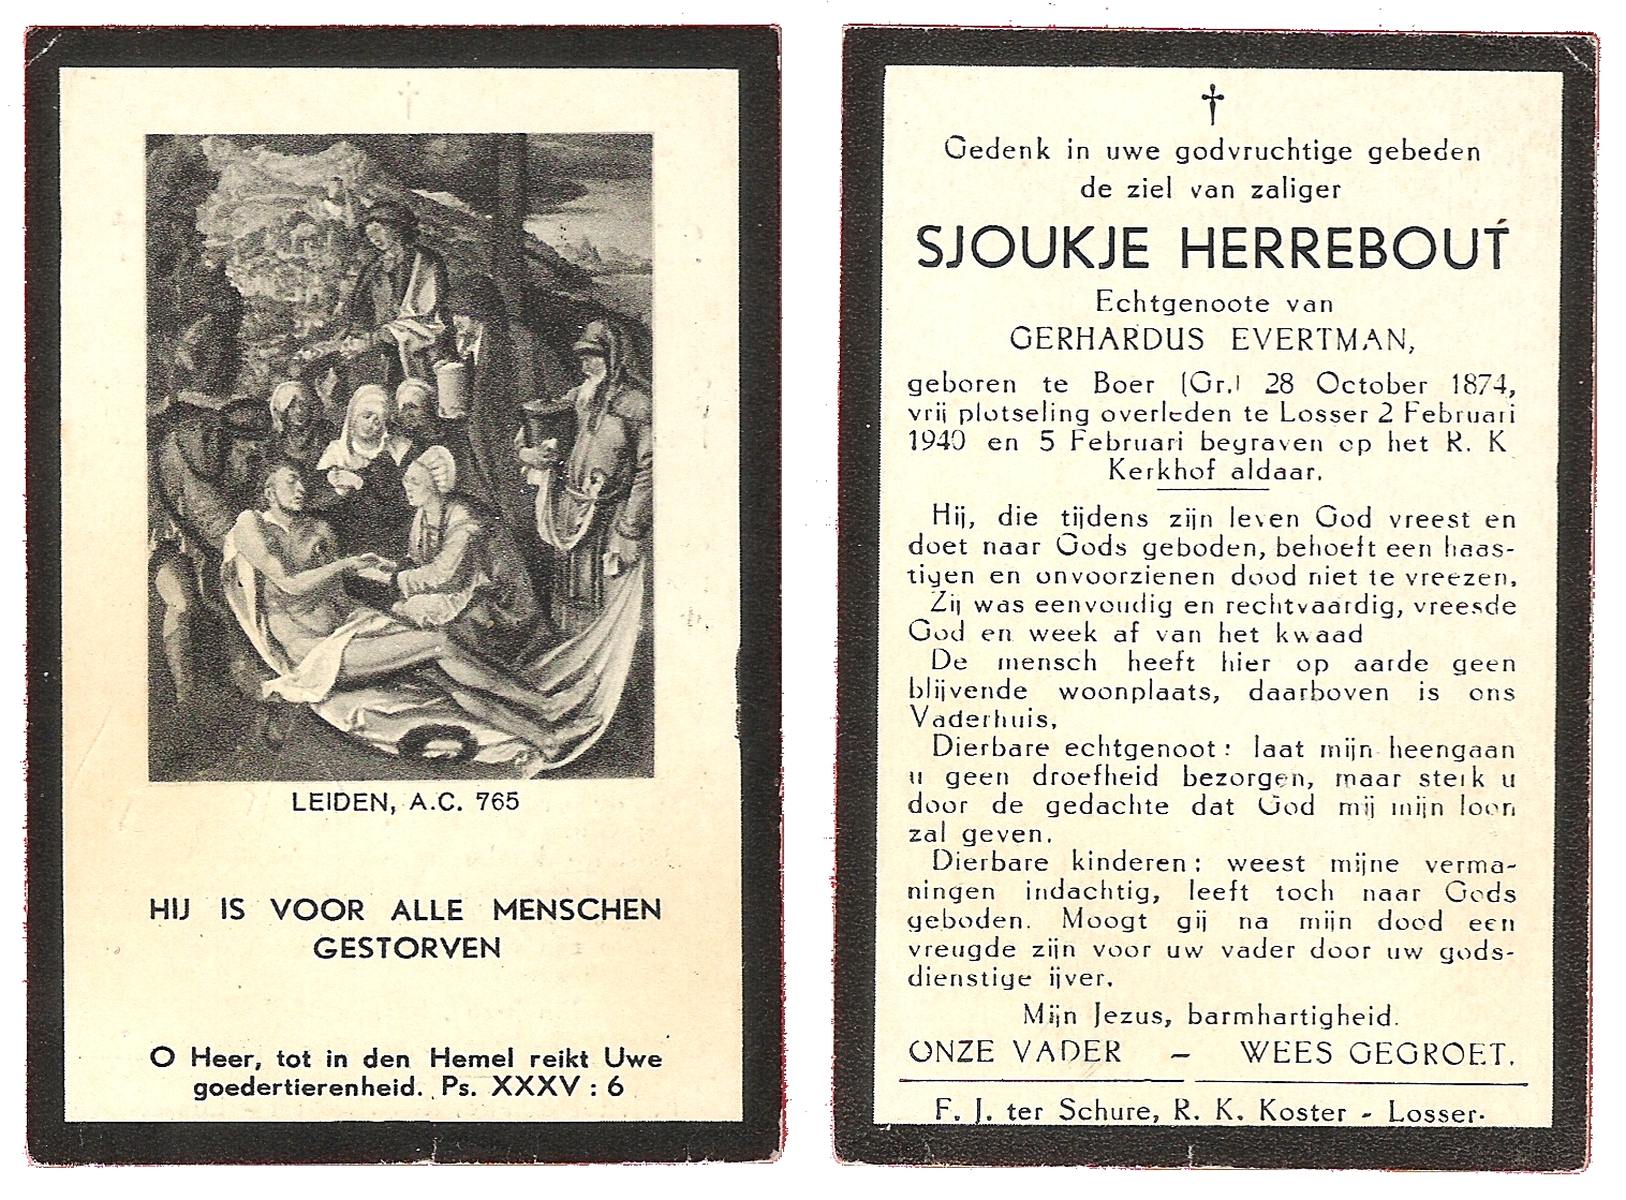 LEIDEN, A.C. 765
HIJ IS VOOR ALLE MENSCHEN
GESTORVEN
O Heer, tot in den Hemel reikt Uwe
goedertierenheid. Ps. XXXV : 6
†
Gedenk in uwe godvruchtige gebeden
de ziel van zaliger
SJOUKJE HERREBOUT
Echtgenoote van
GERHARDUS EVERTMAN,
geboren te Boer (Gr.) 28 October 1874,
vrij plotseling overleden te Losser 2 Februari
1940 en 5 Februari begraven op het R. K
Kerkhof aldaar.
Hij, die tijdens zijn leven God vreest en
doet naar Gods geboden, behoeft een haas-
tigen en onvoorzienen dood niet te vreezen.
Zij was eenvoudig en rechtvaardig, vreesde
God en week af van het kwaad
De mensch heeft hier op aarde geen
blijvende woonplaats, daarboven is ons
Vaderhuis,
Dierbare echtgenoot : laat mijn heengaan
u geen droefheid bezorgen, maar sterk u
door de gedachte dat God mij mijn loon
zal geven.
Dierbare kinderen : weest mijne verma-
ningen indachtig, leeft toch naar Gods
geboden. Moogt gij na mijn dood een
vreugde zijn voor uw vader door uw gods-
dienstige ijver.
Mijn Jezus, barmhartigheid.
ONZE VADER – WEES GEGROET.
F. J. ter Schure, R. K. Koster - Losser.